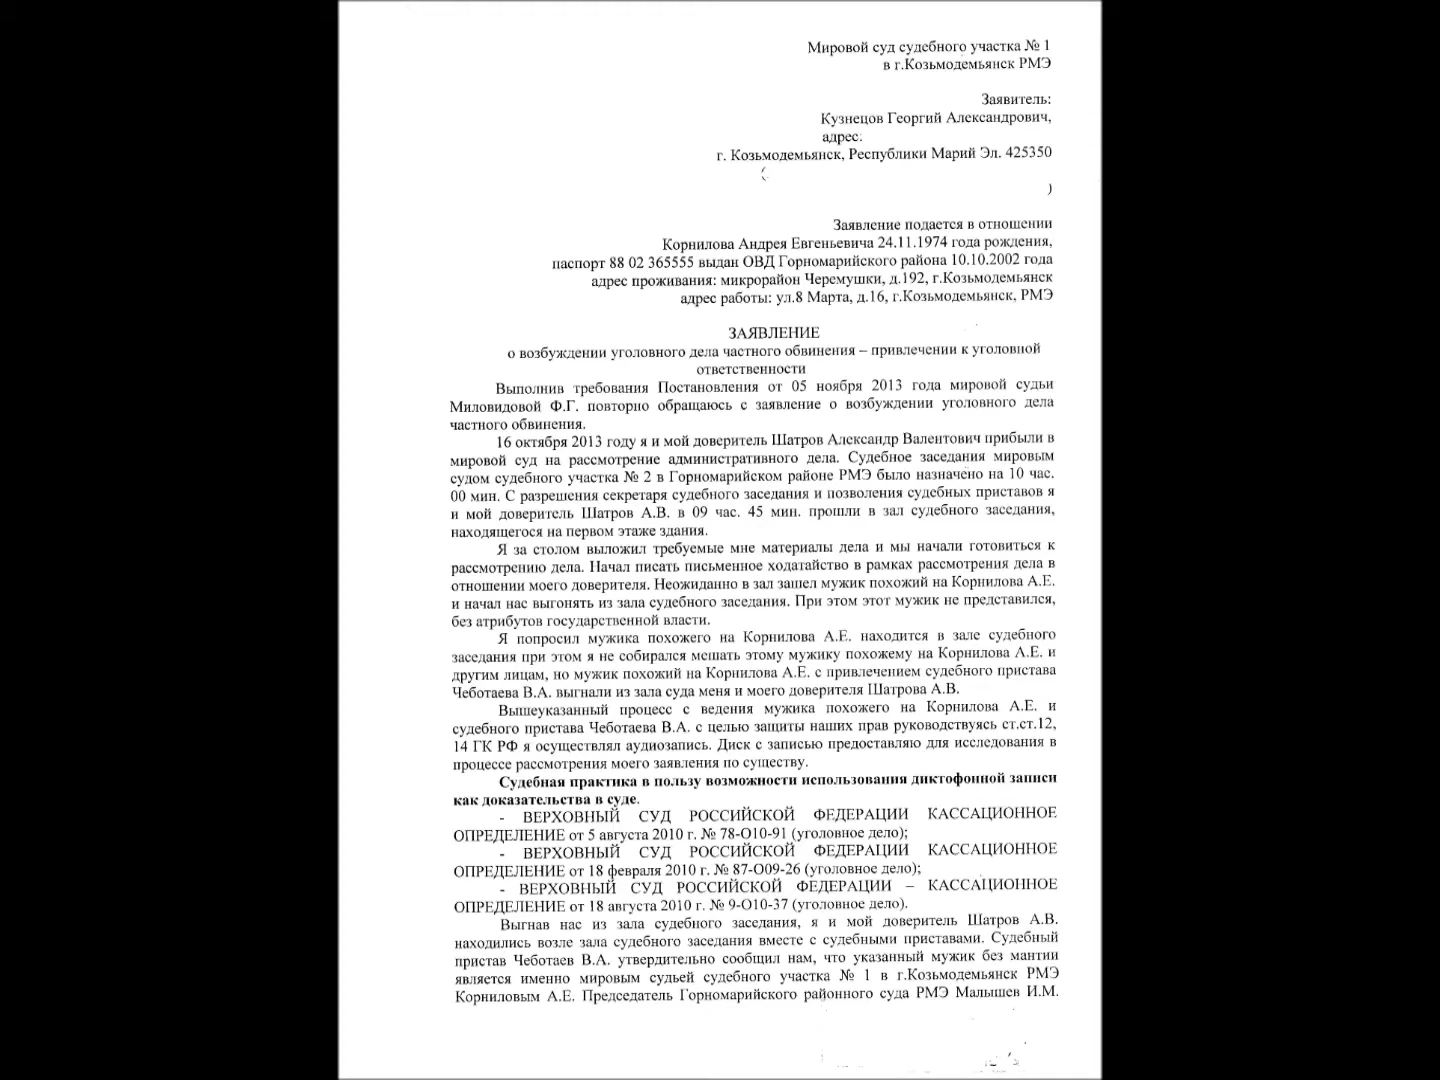 Мировой суд судебного участка № 1
в г.Козьмодемьянск РМЭ
Заявитель:
Кузнецов Георгий Александрович,
адрес:
г. Козьмодемьянск, Республики Марий Эл. 425350
(
)
Заявление подается в отношении
Корнилова Андрея Евгеньевича 24.11.1974 года рождения,
паспорт 88 02 365555 выдан ОВД Горномарийского района 10.10.2002 года
адрес проживания: микрорайон Черемушки, д.192, г.Козьмодемьянск
адрес работы: ул.8 Марта, д.16, г.Козьмодемьянск, РМЭ
ЗАЯВЛЕНИЕ
о возбуждении уголовного дела частного обвинения – привлечении к уголовной
ответственности
Выполнив требования Постановления от 05 ноября 2013 года мировой судьи
Миловидовой Ф.Г. повторно обращаюсь с заявление о возбуждении уголовного дела
частного обвинения.
16 октября 2013 году я и мой доверитель Шатров Александр Валентович прибыли в
мировой суд на рассмотрение административного дела. Судебное заседания мировым
судом судебного участка № 2 в Горномарийском районе РМЭ было назначено на 10 час.
00 мин. С разрешения секретаря судебного заседания и позволения судебных приставов я
и мой доверитель Шатров А.В. в 09 час. 45 мин. прошли в зал судебного заседания,
находящегося на первом этаже здания.
Я за столом выложил требуемые мне материалы дела и мы начали готовиться к
рассмотрению дела. Начал писать письменное ходатайство в рамках рассмотрения дела в
отношении моего доверителя. Неожиданно в зал зашел мужик похожий на Корнилова А.Е.
и начал нас выгонять из зала судебного заседания. При этом этот мужик не представился,
без атрибутов государственной власти.
Я попросил мужика похожего на Корнилова А.Е. находится в зале судебного
заседания при этом я не собирался мешать этому мужику похожему на Корнилова А.Е. и
другим лицам, но мужик похожий на Корнилова А.Е. с привлечением судебного пристава
Чеботаева В.А. выгнали из зала суда меня и моего доверителя Шатрова А.В.
Вышеуказанный процесс с ведения мужика похожего на Корнилова А.Е. и
судебного пристава Чеботаева В.А. с целью защиты наших прав руководствуясь ст.ст.12,
14 ГК РФ я осуществлял аудиозапись. Диск с записью предоставляю для исследования в
процессе рассмотрения моего заявления по существу.
Судебная практика в пользу возможности использования диктофонной записи
как доказательства в суде.
- ВЕРХОВНЫЙ СУД РОССИЙСКОЙ ФЕДЕРАЦИИ КАССАЦИОННОЕ
ОПРЕДЕЛЕНИЕ от 5 августа 2010 г. № 78-О10-91 (уголовное дело);
- ВЕРХОВНЫЙ СУД РОССИЙСКОЙ ФЕДЕРАЦИИ КАССАЦИОННОЕ
ОПРЕДЕЛЕНИЕ от 18 февраля 2010 г. № 87-О09-26 (уголовное дело);
- ВЕРХОВНЫЙ СУД РОССИЙСКОЙ ФЕДЕРАЦИИ – КАССАЦИОННОЕ
ОПРЕДЕЛЕНИЕ от 18 августа 2010 г. № 9-О10-37 (уголовное дело).
Выгнав нас из зала судебного заседания, я и мой доверитель Шатров А.В.
находились возле зала судебного заседания вместе с судебными приставами. Судебный
пристав Чеботаев В.А. утвердительно сообщил нам, что указанный мужик без мантии
является именно мировым судьей судебного участка № 1 в г.Козьмодемьянск РМЭ
Корниловым А.Е. Председатель Горномарийского районного суда РМЭ Малышев И.М.